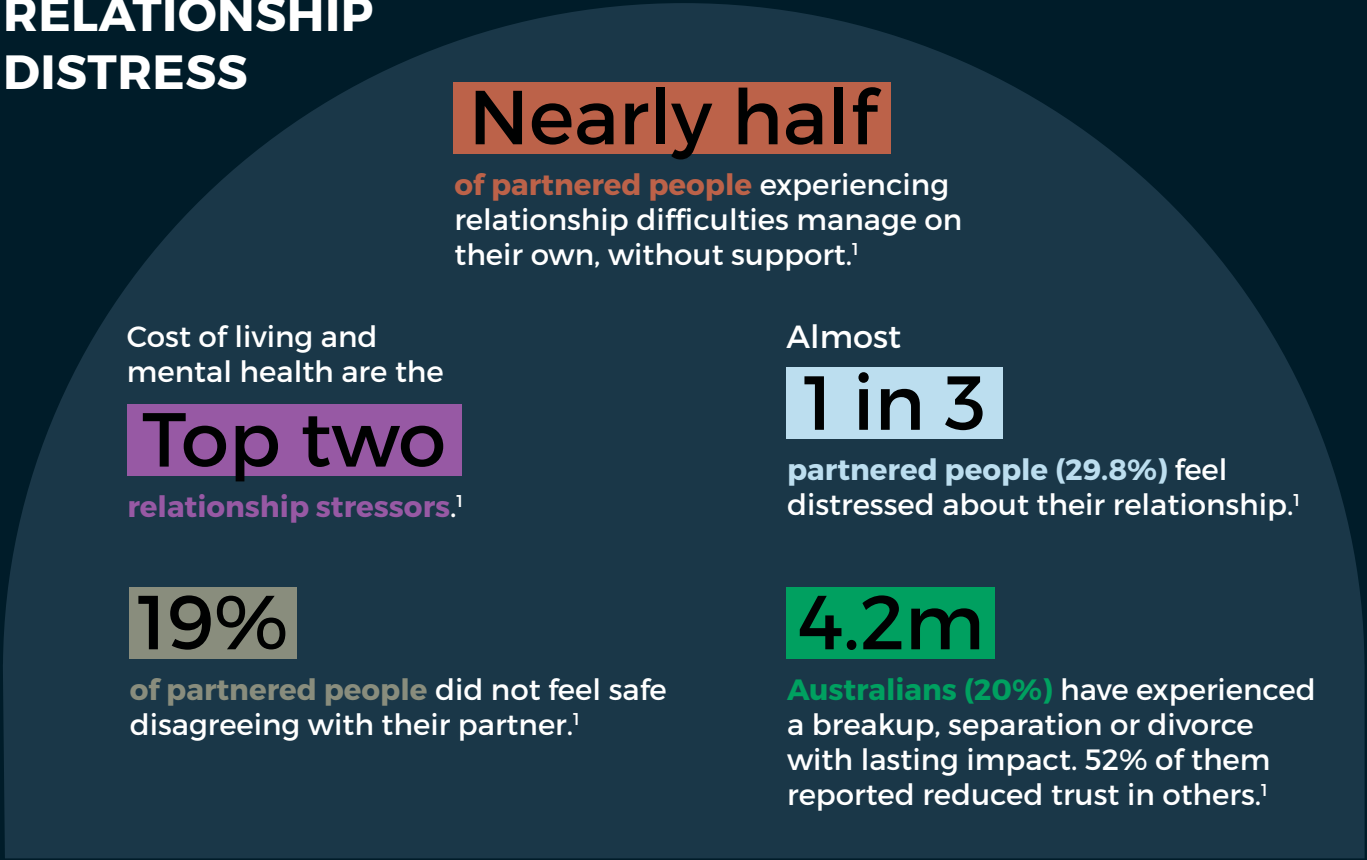 RELATIONSHIP
DISTRESS
Nearly half
of partnered people experiencing
relationship difficulties manage on
their own, without support.¹
Cost of living and
mental health are the
Top two
relationship stressors.¹
Almost
1 in 3
partnered people (29.8%) feel
distressed about their relationship.¹
19%
of partnered people did not feel safe
disagreeing with their partner.¹
4.2m
Australians (20%) have experienced
a breakup, separation or divorce
with lasting impact. 52% of them
reported reduced trust in others.¹